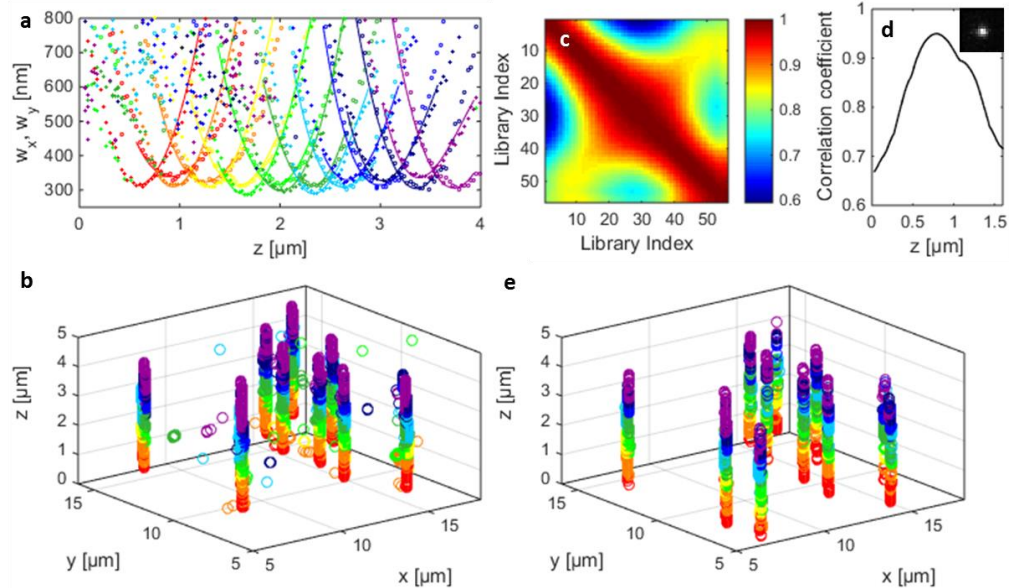 a
800
700
600
500
400
300
w_x, w_y [nm]
0 1 2 3 4
z [µm]
c
10
20
30
40
50
Library Index
10 20 30 40 50
Library Index
1
0.9
0.8
0.7
0.6
d
1
0.9
0.8
0.7
0.6
Correlation coefficient
0 0.5 1 1.5
z [µm]
b
5
4
3
2
1
0
z [µm]
15
10
5
y [µm]
5
10
15
x [µm]
e
5
4
3
2
1
0
z [µm]
15
10
5
y [µm]
5
10
15
x [µm]